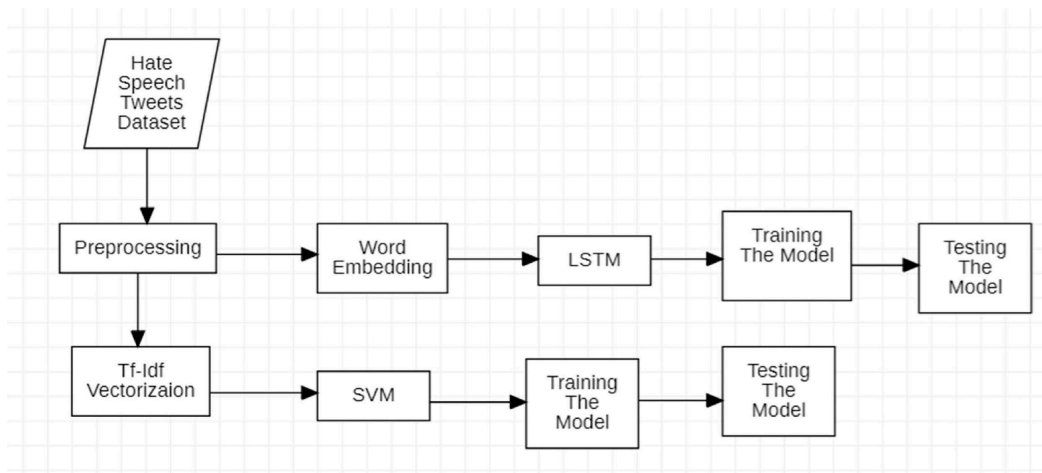 Hate
Speech
Tweets
Dataset
Preprocessing
Word
Embedding
LSTM
Training
The Model
Testing
The
Model
Tf-Idf
Vectorizaion
SVM
Training
The
Model
Testing
The
Model